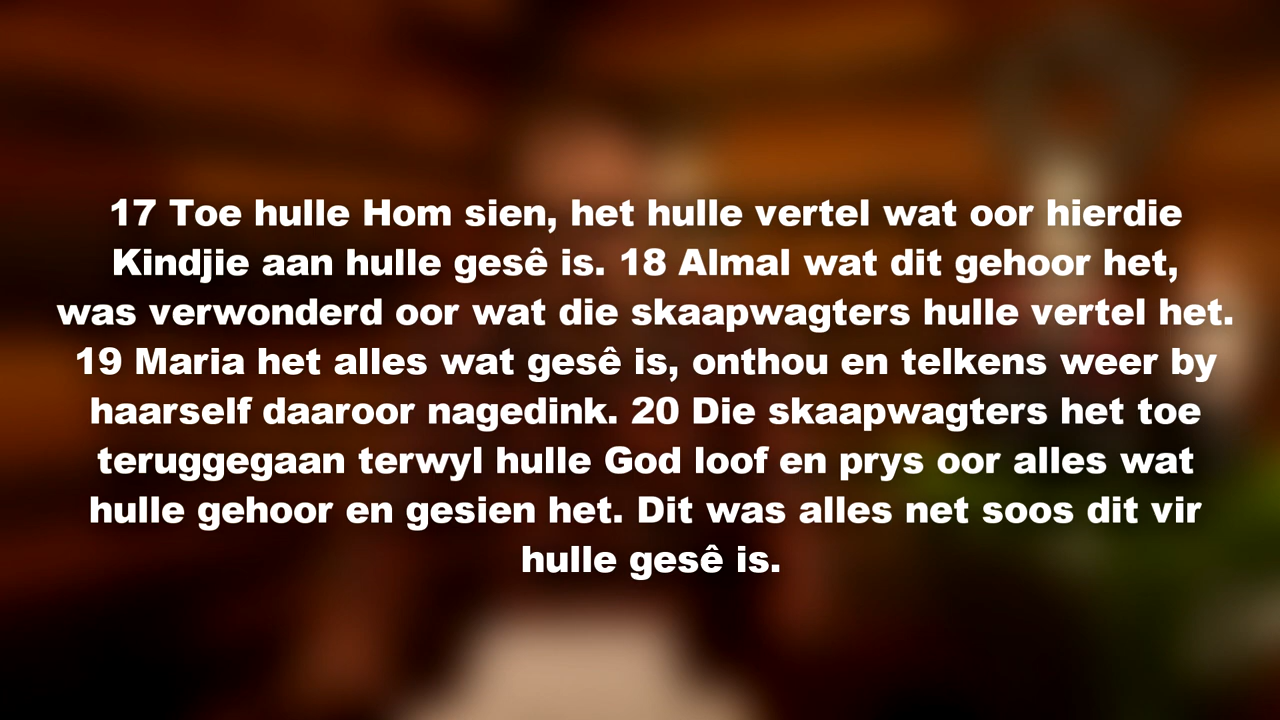 17 Toe hulle Hom sien, het hulle vertel wat oor hierdie
Kindjie aan hulle gesê is. 18 Almal wat dit gehoor het,
was verwonderd oor wat die skaapwagters hulle vertel het.
19 Maria het alles wat gesê is, onthou en telkens weer by
haarself daaroor nagedink. 20 Die skaapwagters het toe
teruggegaan terwyl hulle God loof en prys oor alles wat
hulle gehoor en gesien het. Dit was alles net soos dit vir
hulle gesê is.